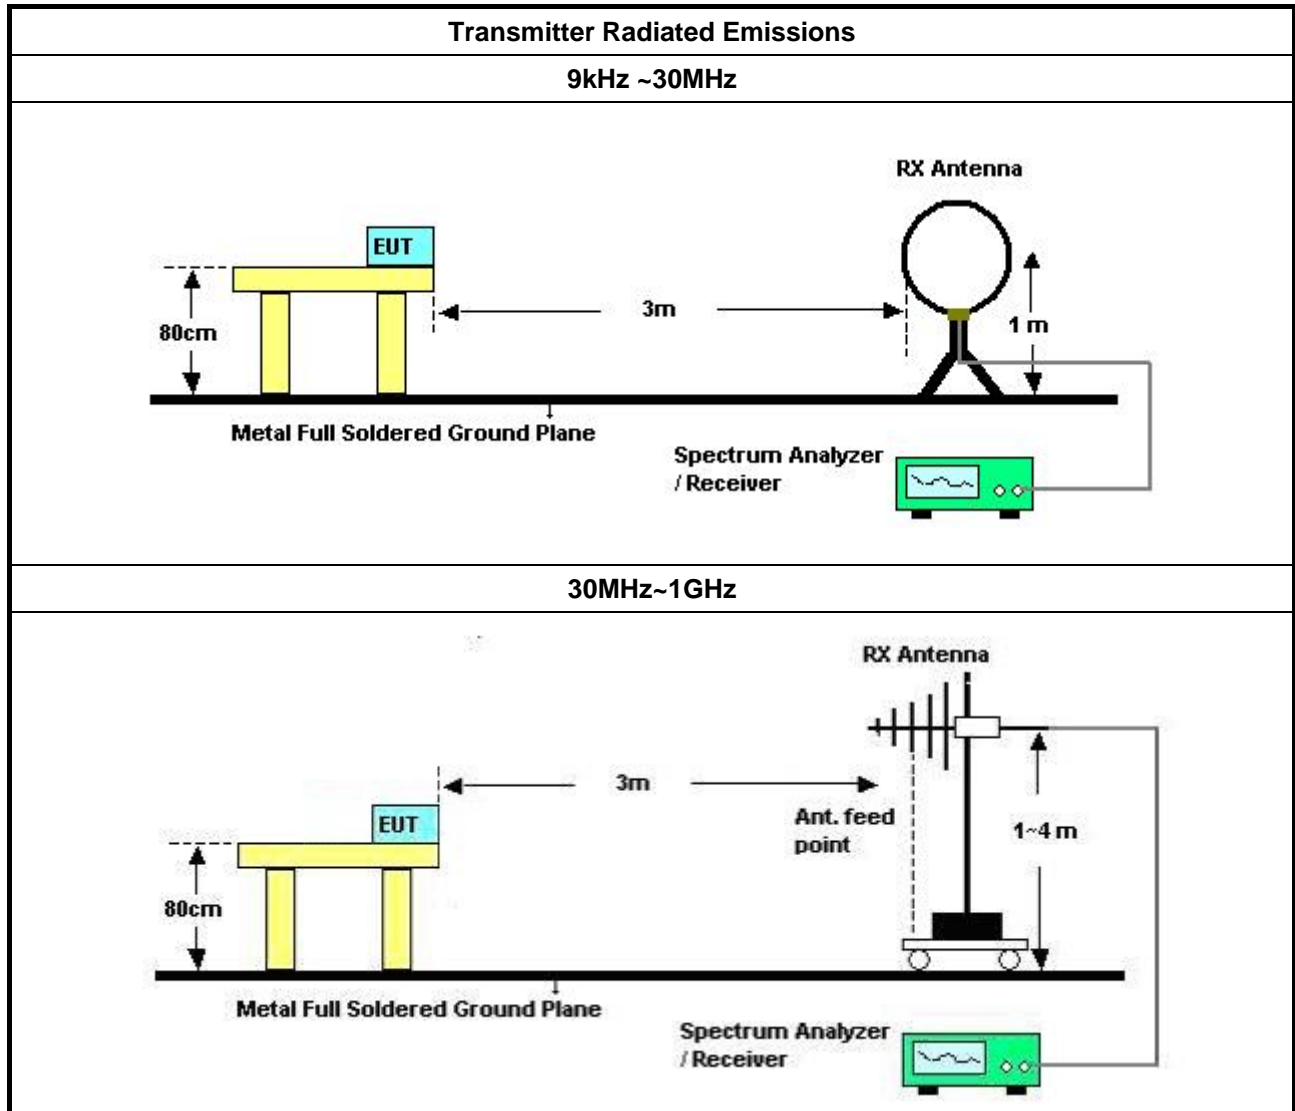 Transmitter Radiated Emissions
9kHz ~30MHz
RX Antenna
EUT
3m
80cm
1 m
Metal Full Soldered Ground Plane
Spectrum Analyzer
/ Receiver
30MHz~1GHz
RX Antenna
3m
EUT
Ant. feed
point
1~4 m
80cm
Metal Full Soldered Ground Plane
Spectrum Analyzer
/ Receiver